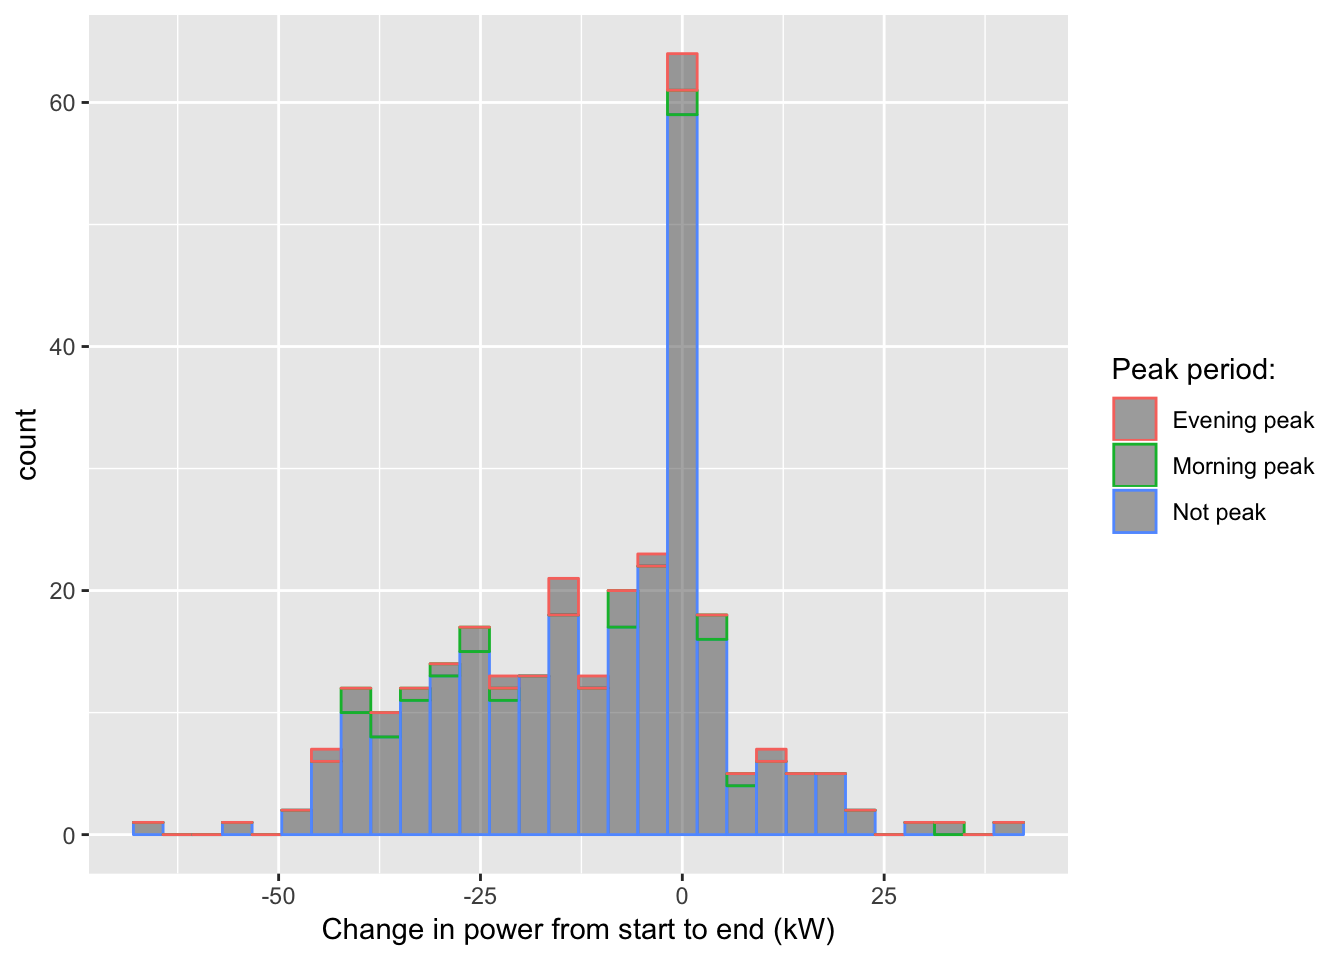 60
40
20
0
count
-50
-25
0
25
Change in power from start to end (kW)
Peak period:
Evening peak
Morning peak
Not peak